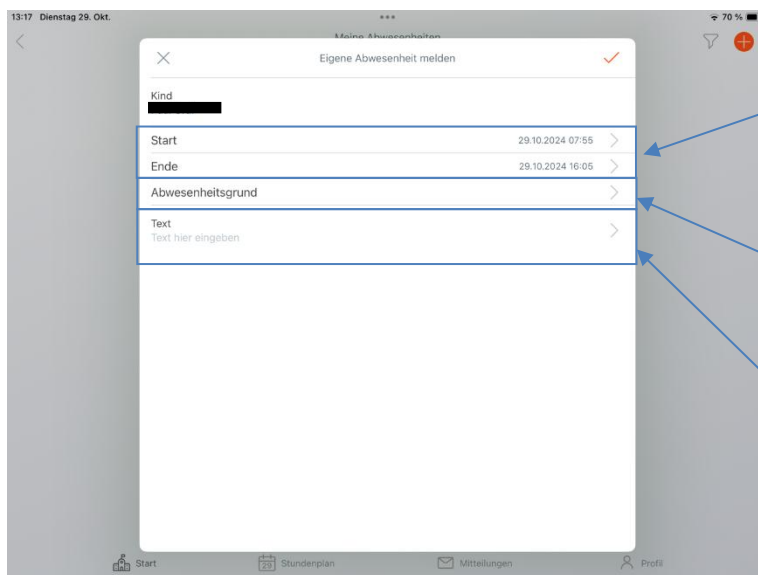 13:17 Dienstag 29. Okt.
70 %
Meine Abwesenheiten
Eigene Abwesenheit melden
Kind
Start 29.10.2024 07:55
Ende 29.10.2024 16:05
Abwesenheitsgrund
Text
Text hier eingeben
Start 29 Stundenplan Mitteilungen Profil